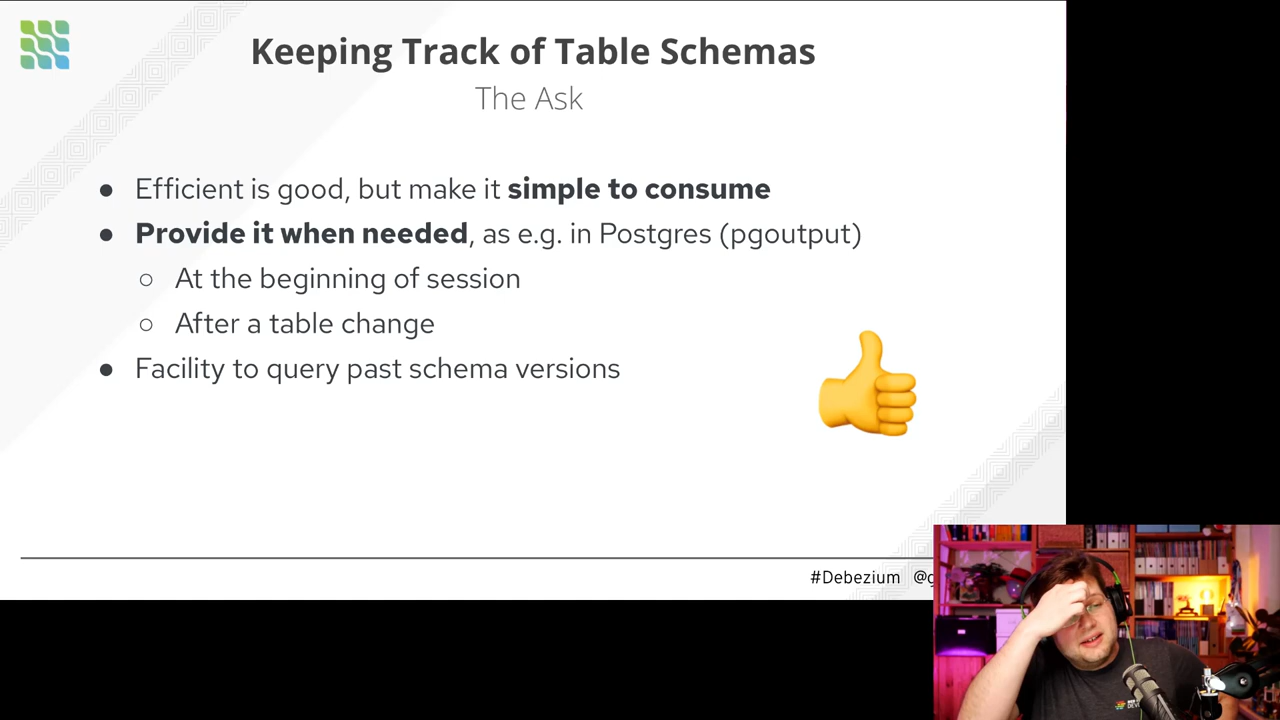 Keeping Track of Table Schemas
The Ask
● Efficient is good, but make it simple to consume
● Provide it when needed, as e.g. in Postgres (pgoutput)
○ At the beginning of session
○ After a table change
● Facility to query past schema versions
#Debezium